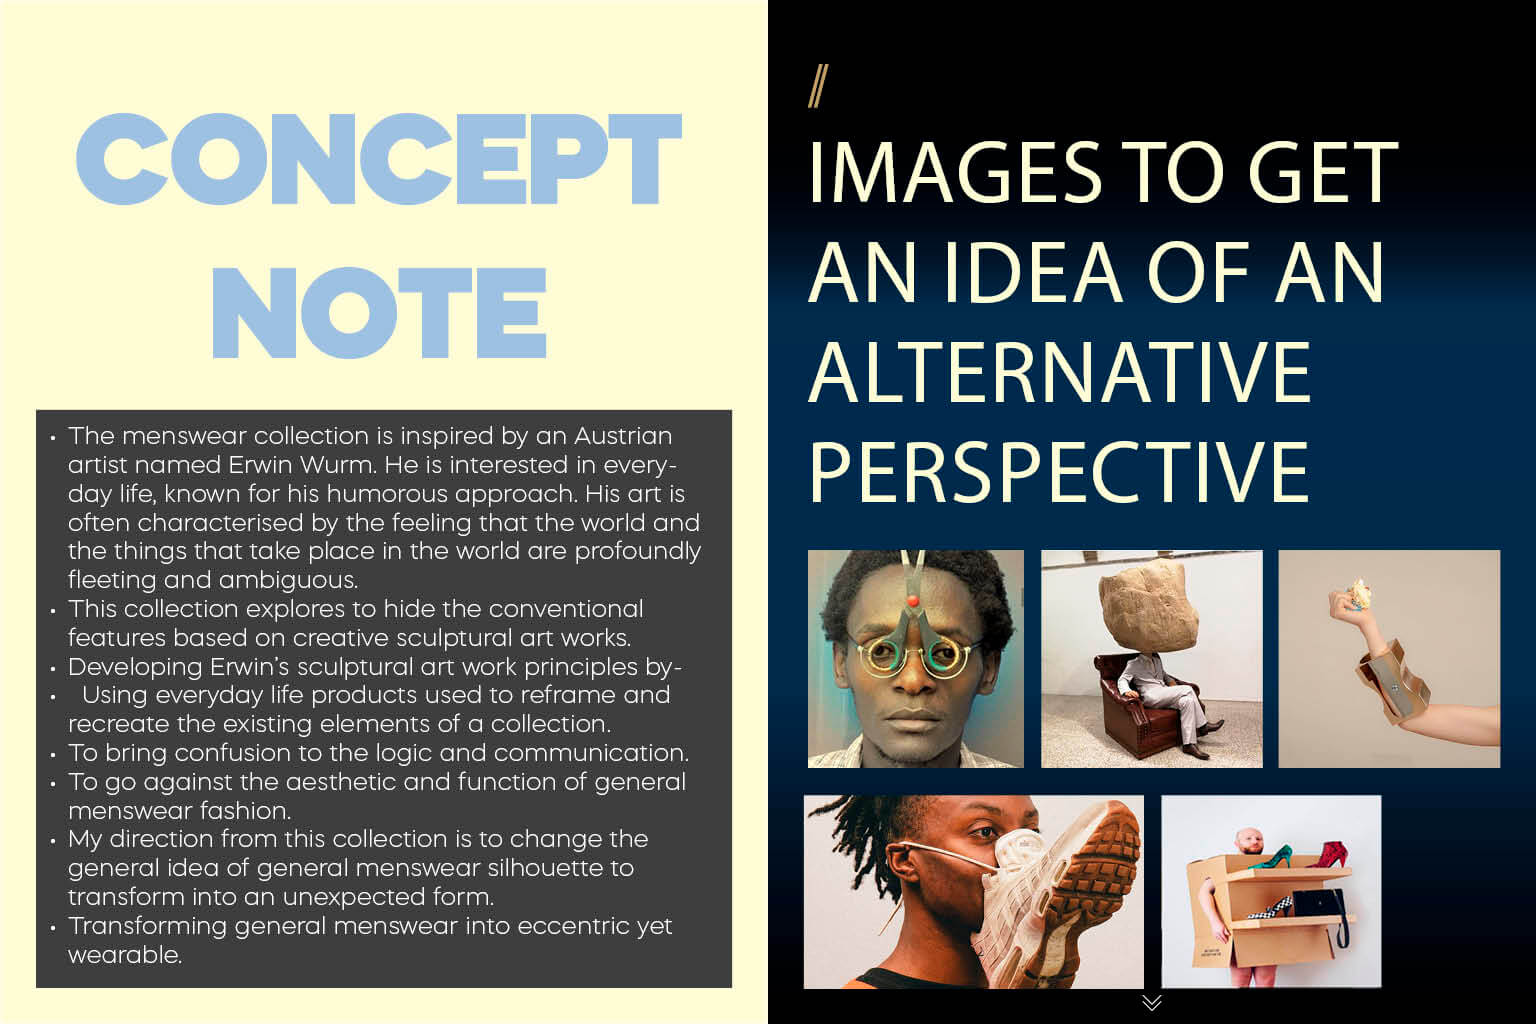 CONCEPT
NOTE
• The menswear collection is inspired by an Austrian
artist named Erwin Wurm. He is interested in every-
day life, known for his humorous approach. His art is
often characterised by the feeling that the world and
the things that take place in the world are profoundly
fleeting and ambiguous.
• This collection explores to hide the conventional
features based on creative sculptural art works.
• Developing Erwin’s sculptural art work principles by-
• Using everyday life products used to reframe and
recreate the existing elements of a collection.
• To bring confusion to the logic and communication.
• To go against the aesthetic and function of general
menswear fashion.
• My direction from this collection is to change the
general idea of general menswear silhouette to
transform into an unexpected form.
• Transforming general menswear into eccentric yet
wearable.
//
IMAGES TO GET
AN IDEA OF AN
ALTERNATIVE
PERSPECTIVE